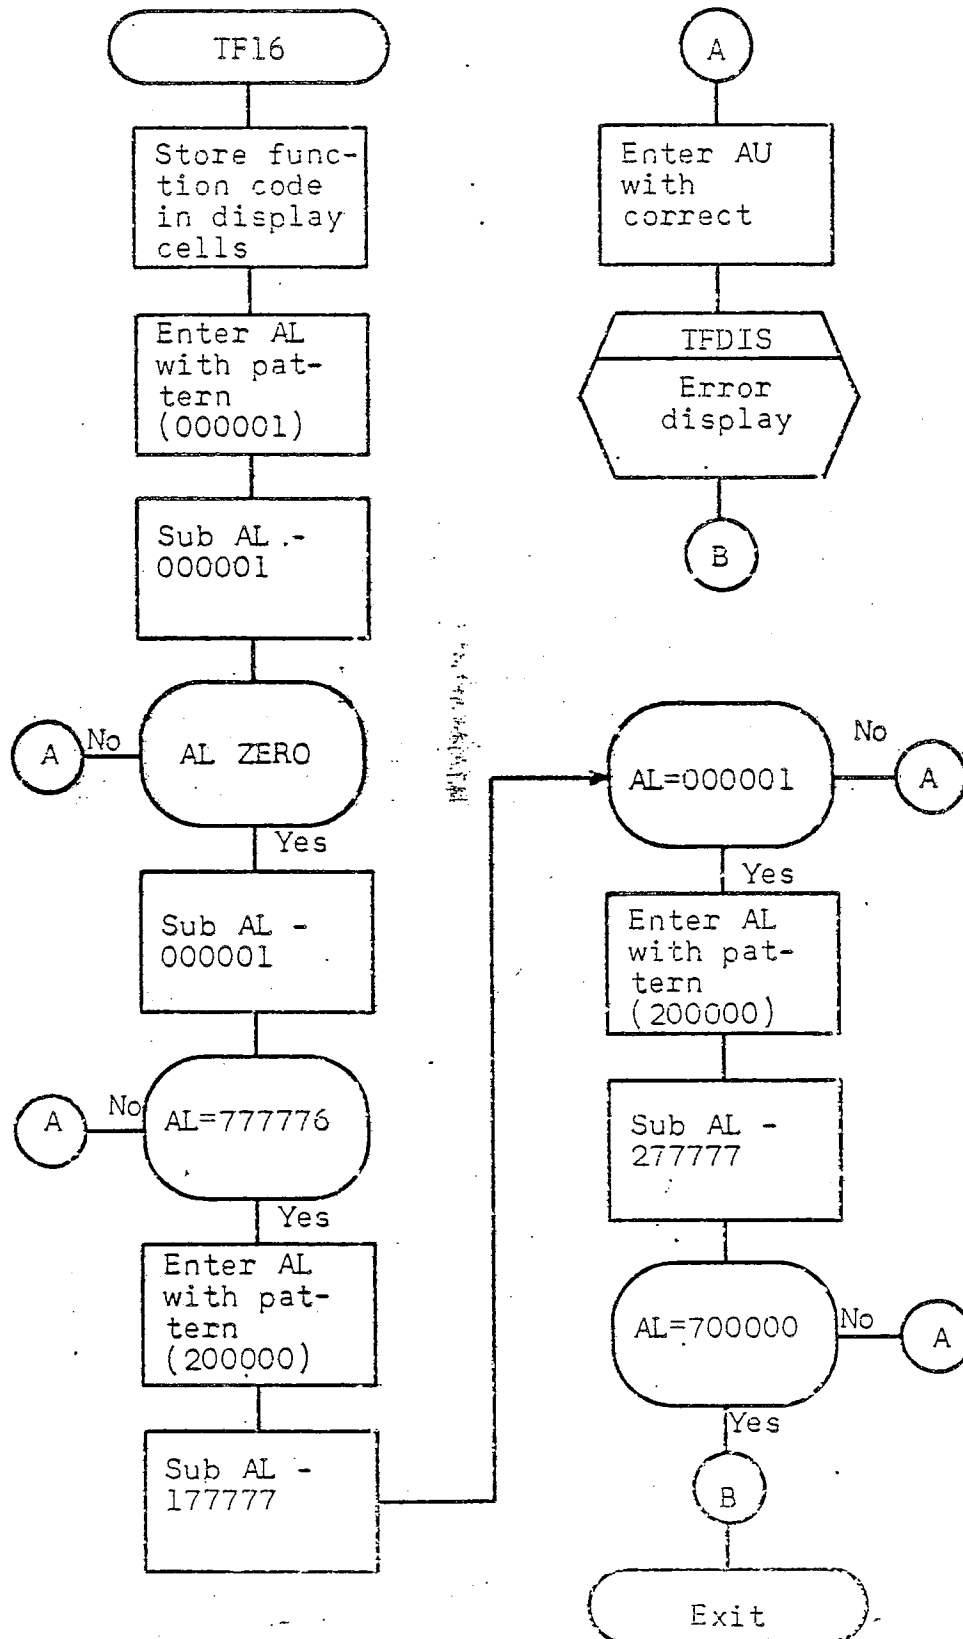 TF16
Store func-
tion code
in display
cells
Enter AL
with pat-
tern
(000001)
Sub AL -
000001
AL ZERO
No
A
Yes
Sub AL -
000001
AL=777776
No
A
Yes
Enter AL
with pat-
tern
(200000)
Sub AL -
177777
A
Enter AU
with
correct
TFDIS
Error
display
B
AL=000001
No
A
Yes
Enter AL
with pat-
tern
(200000)
Sub AL -
277777
AL=700000
No
A
Yes
B
Exit